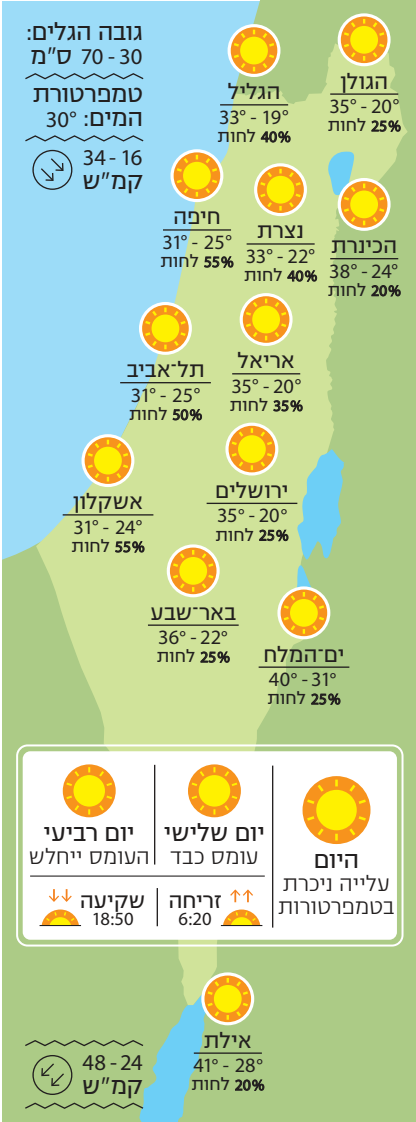 גובה הגלים:
70 - 30 ס"מ
טמפרטורת
המים: 30°
34 - 16
קמ"ש
הגולן
35° - 20°
25% לחות
הגליל
33° - 19°
40% לחות
חיפה
31° - 25°
55% לחות
נצרת
33° - 22°
40% לחות
הכינרת
38° - 24°
20% לחות
תל־אביב
31° - 25°
50% לחות
אריאל
35° - 20°
35% לחות
אשקלון
31° - 24°
55% לחות
ירושלים
35° - 20°
25% לחות
באר־שבע
36° - 22°
25% לחות
ים־המלח
40° - 31°
25% לחות
היום
עלייה ניכרת
בטמפרטורות
יום שלישי
עומס כבד
יום רביעי
העומס ייחלש
זריחה
6:20
שקיעה
18:50
אילת
41° - 28°
20% לחות
48 - 24
קמ"ש